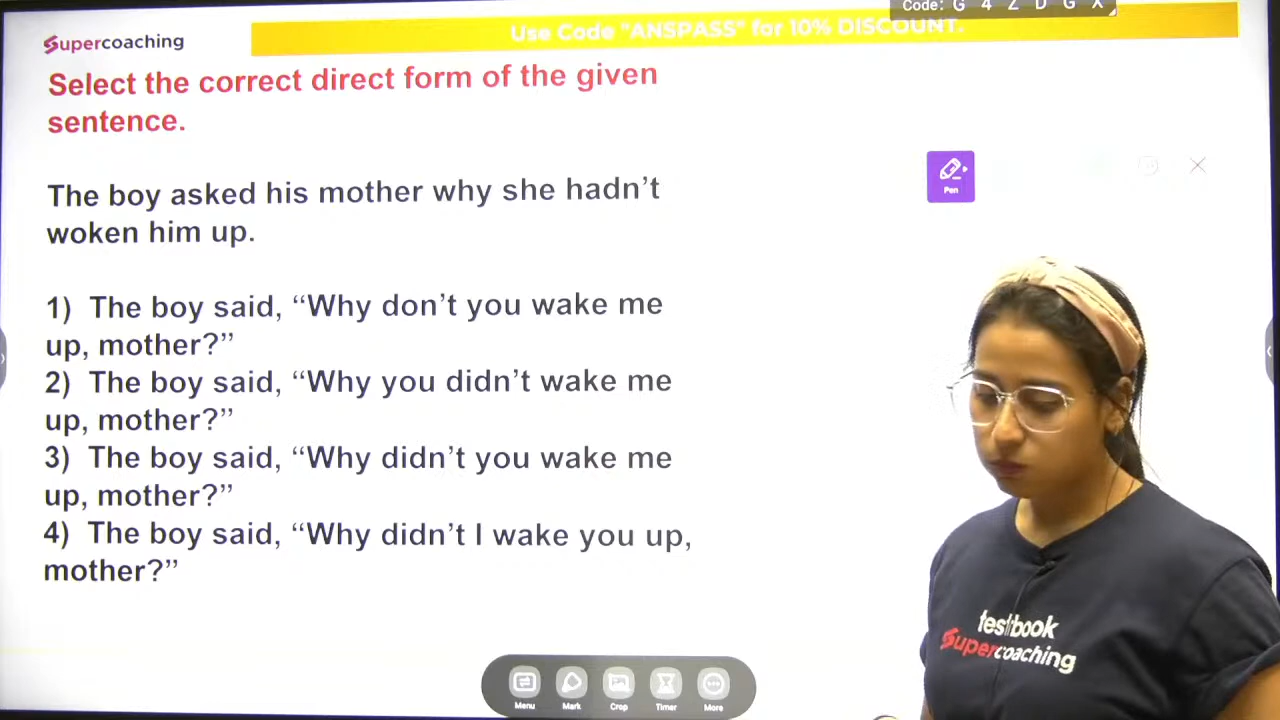 Code: G 4 Z D G X
Supercoaching
Use Code "ANSPASS" for 10% DISCOUNT.
Select the correct direct form of the given
sentence.
Pen
The boy asked his mother why she hadn't
woken him up.
1) The boy said, “Why don't you wake me
up, mother?”
2) The boy said, “Why you didn't wake me
up, mother?”
3) The boy said, “Why didn't you wake me
up, mother?”
4) The boy said, “Why didn't I wake you up,
mother?”
testbook
Supercoaching
Menu
Mark
Crop
Timer
More